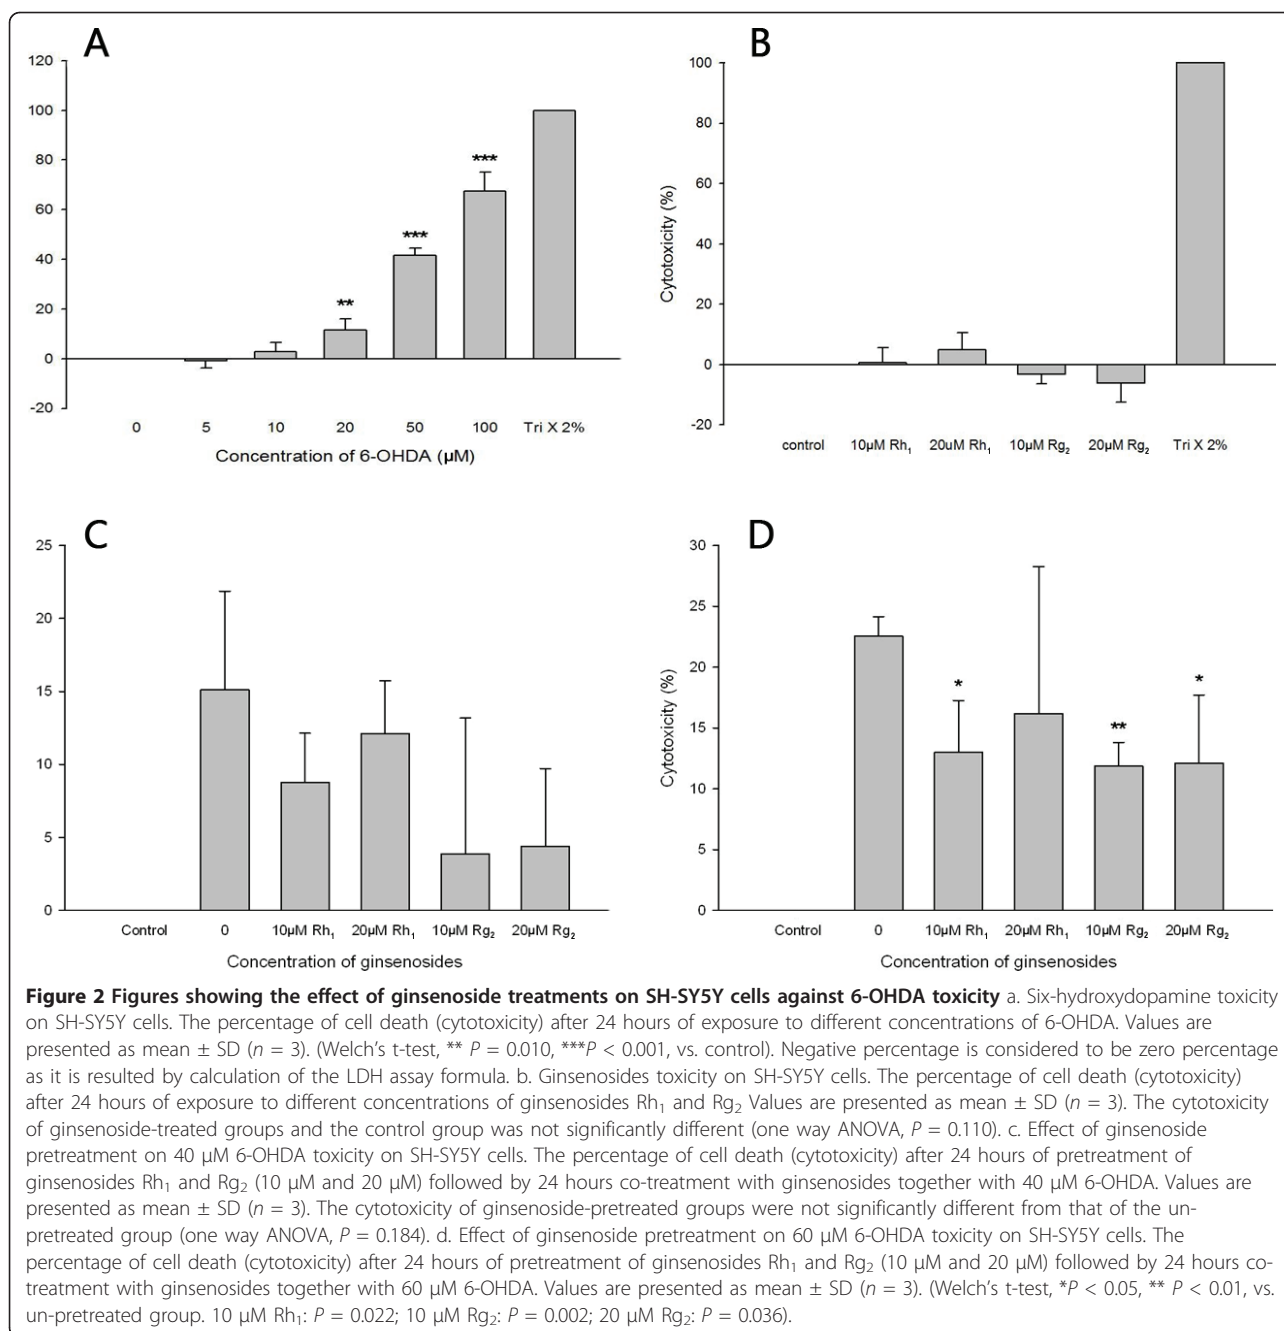 A
120
100
80
60
40
20
0
-20
**
***
***
0 5 10 20 50 100 Tri X 2%
Concentration of 6-OHDA (µM)
B
Cytotoxicity (%)
100
80
60
40
20
0
-20
control 10µM Rh1 20uM Rh1 10µM Rg2 20µM Rg2 Tri X 2%
C
25
20
15
10
5
0
Control 0 10µM Rh1 20µM Rh1 10µM Rg2 20µM Rg2
Concentration of ginsenosides
D
Cytotoxicity (%)
30
25
20
15
10
5
0
*
**
*
Control 0 10µM Rh1 20µM Rh1 10µM Rg2 20µM Rg2
Concentration of ginsenosides
Figure 2 Figures showing the effect of ginsenoside treatments on SH-SY5Y cells against 6-OHDA toxicity a. Six-hydroxydopamine toxicity
on SH-SY5Y cells. The percentage of cell death (cytotoxicity) after 24 hours of exposure to different concentrations of 6-OHDA. Values are
presented as mean ± SD (n = 3). (Welch's t-test, ** P = 0.010, ***P < 0.001, vs. control). Negative percentage is considered to be zero percentage
as it is resulted by calculation of the LDH assay formula. b. Ginsenosides toxicity on SH-SY5Y cells. The percentage of cell death (cytotoxicity)
after 24 hours of exposure to different concentrations of ginsenosides Rh1 and Rg2 Values are presented as mean ± SD (n = 3). The cytotoxicity
of ginsenoside-treated groups and the control group was not significantly different (one way ANOVA, P = 0.110). c. Effect of ginsenoside
pretreatment on 40 µM 6-OHDA toxicity on SH-SY5Y cells. The percentage of cell death (cytotoxicity) after 24 hours of pretreatment of
ginsenosides Rh1 and Rg2 (10 µM and 20 µM) followed by 24 hours co-treatment with ginsenosides together with 40 µM 6-OHDA. Values are
presented as mean ± SD (n = 3). The cytotoxicity of ginsenoside-pretreated groups were not significantly different from that of the un-
pretreated group (one way ANOVA, P = 0.184). d. Effect of ginsenoside pretreatment on 60 µM 6-OHDA toxicity on SH-SY5Y cells. The
percentage of cell death (cytotoxicity) after 24 hours of pretreatment of ginsenosides Rh1 and Rg2 (10 µM and 20 µM) followed by 24 hours co-
treatment with ginsenosides together with 60 µM 6-OHDA. Values are presented as mean ± SD (n = 3). (Welch's t-test, *P < 0.05, ** P < 0.01, vs.
un-pretreated group. 10 µM Rh1: P = 0.022; 10 µM Rg2: P = 0.002; 20 µM Rg2: P = 0.036).